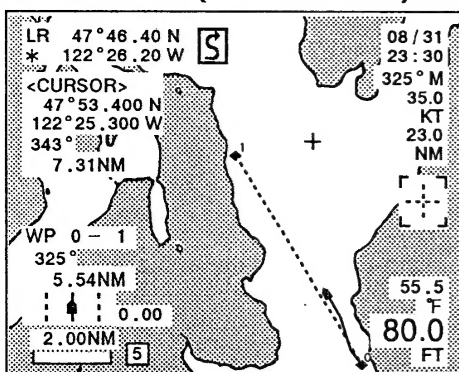 LR 47°46.40 N
* 122°26.20 W
<CURSOR>
47°53.400 N
122°25.300 W
343°
7.31NM
WP 0 – 1
325°
5.54NM
0.00
2.00NM
5
1
0
08/31
23:30
325°M
35.0
KT
23.0
NM
55.5
°F
80.0
FT